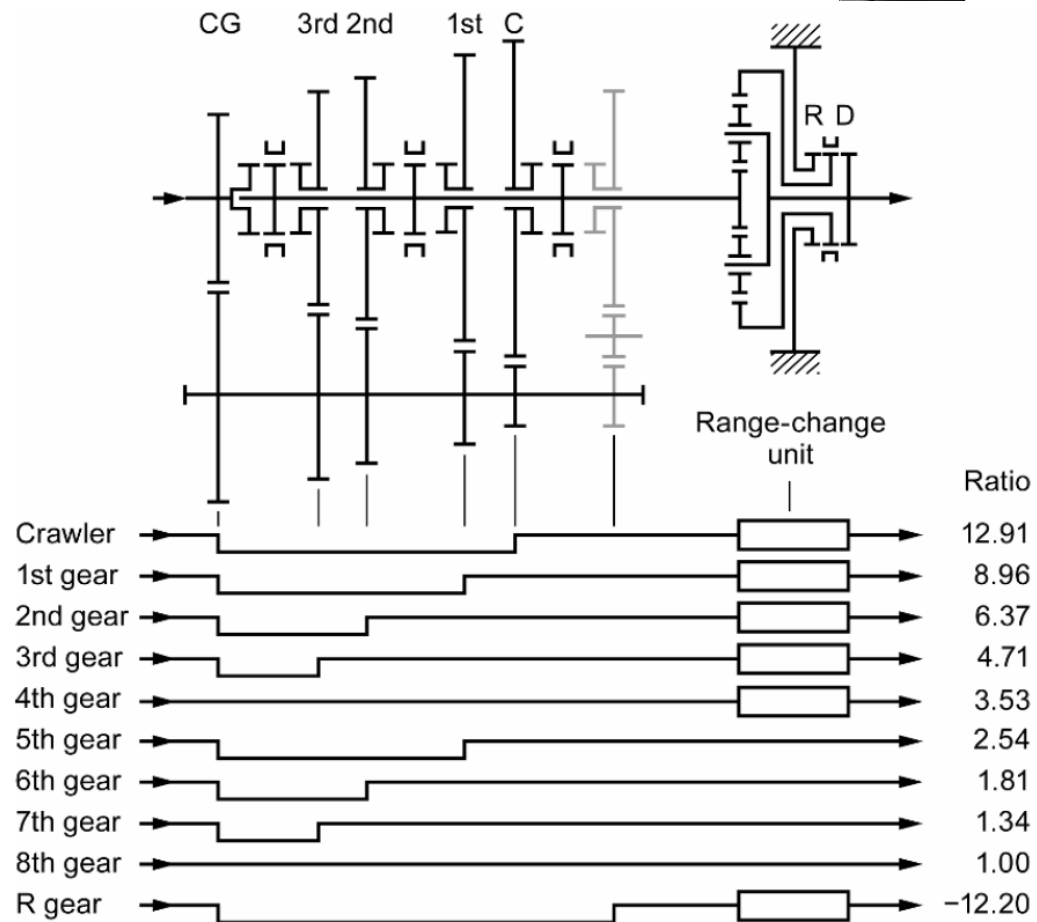 CG 3rd 2nd 1st C
R D
Range-change
unit
Ratio
Crawler 12.91
1st gear 8.96
2nd gear 6.37
3rd gear 4.71
4th gear 3.53
5th gear 2.54
6th gear 1.81
7th gear 1.34
8th gear 1.00
R gear −12.20